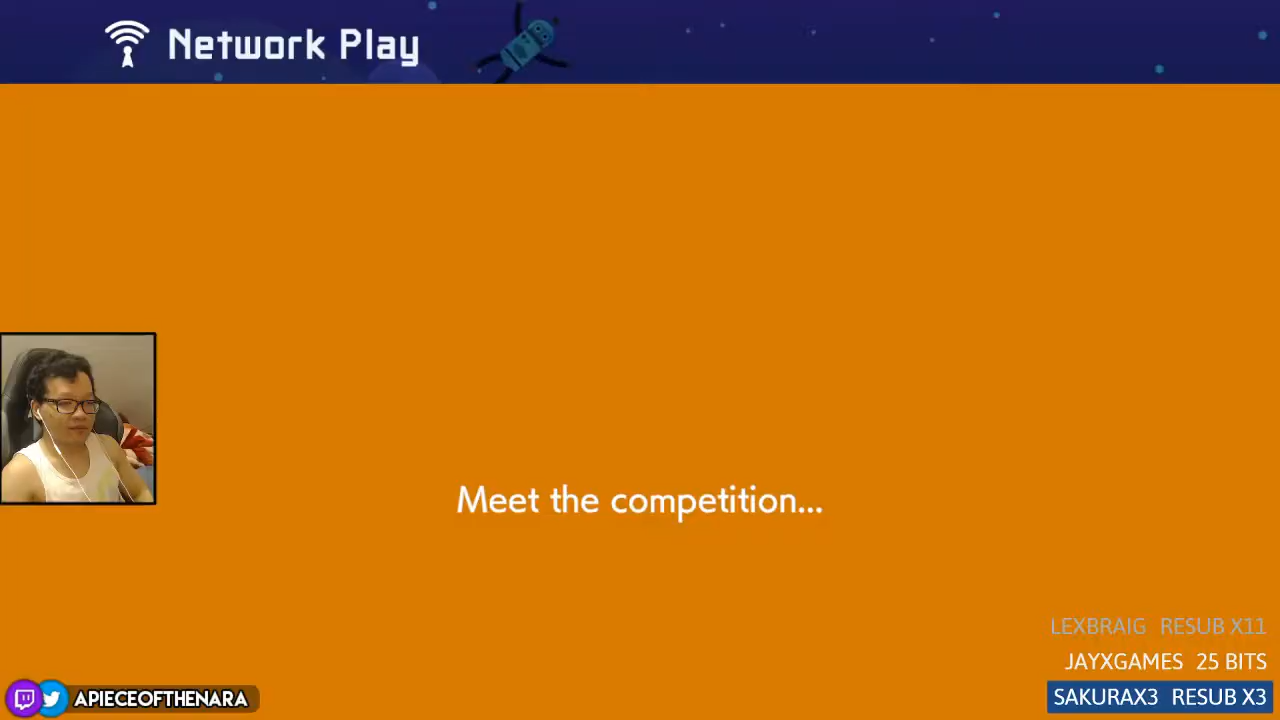 Network Play
Meet the competition...
LEXBRAIG RESUB X11
JAYXGAMES 25 BITS
SAKURAX3 RESUB X3
APIECEOFTHENARA